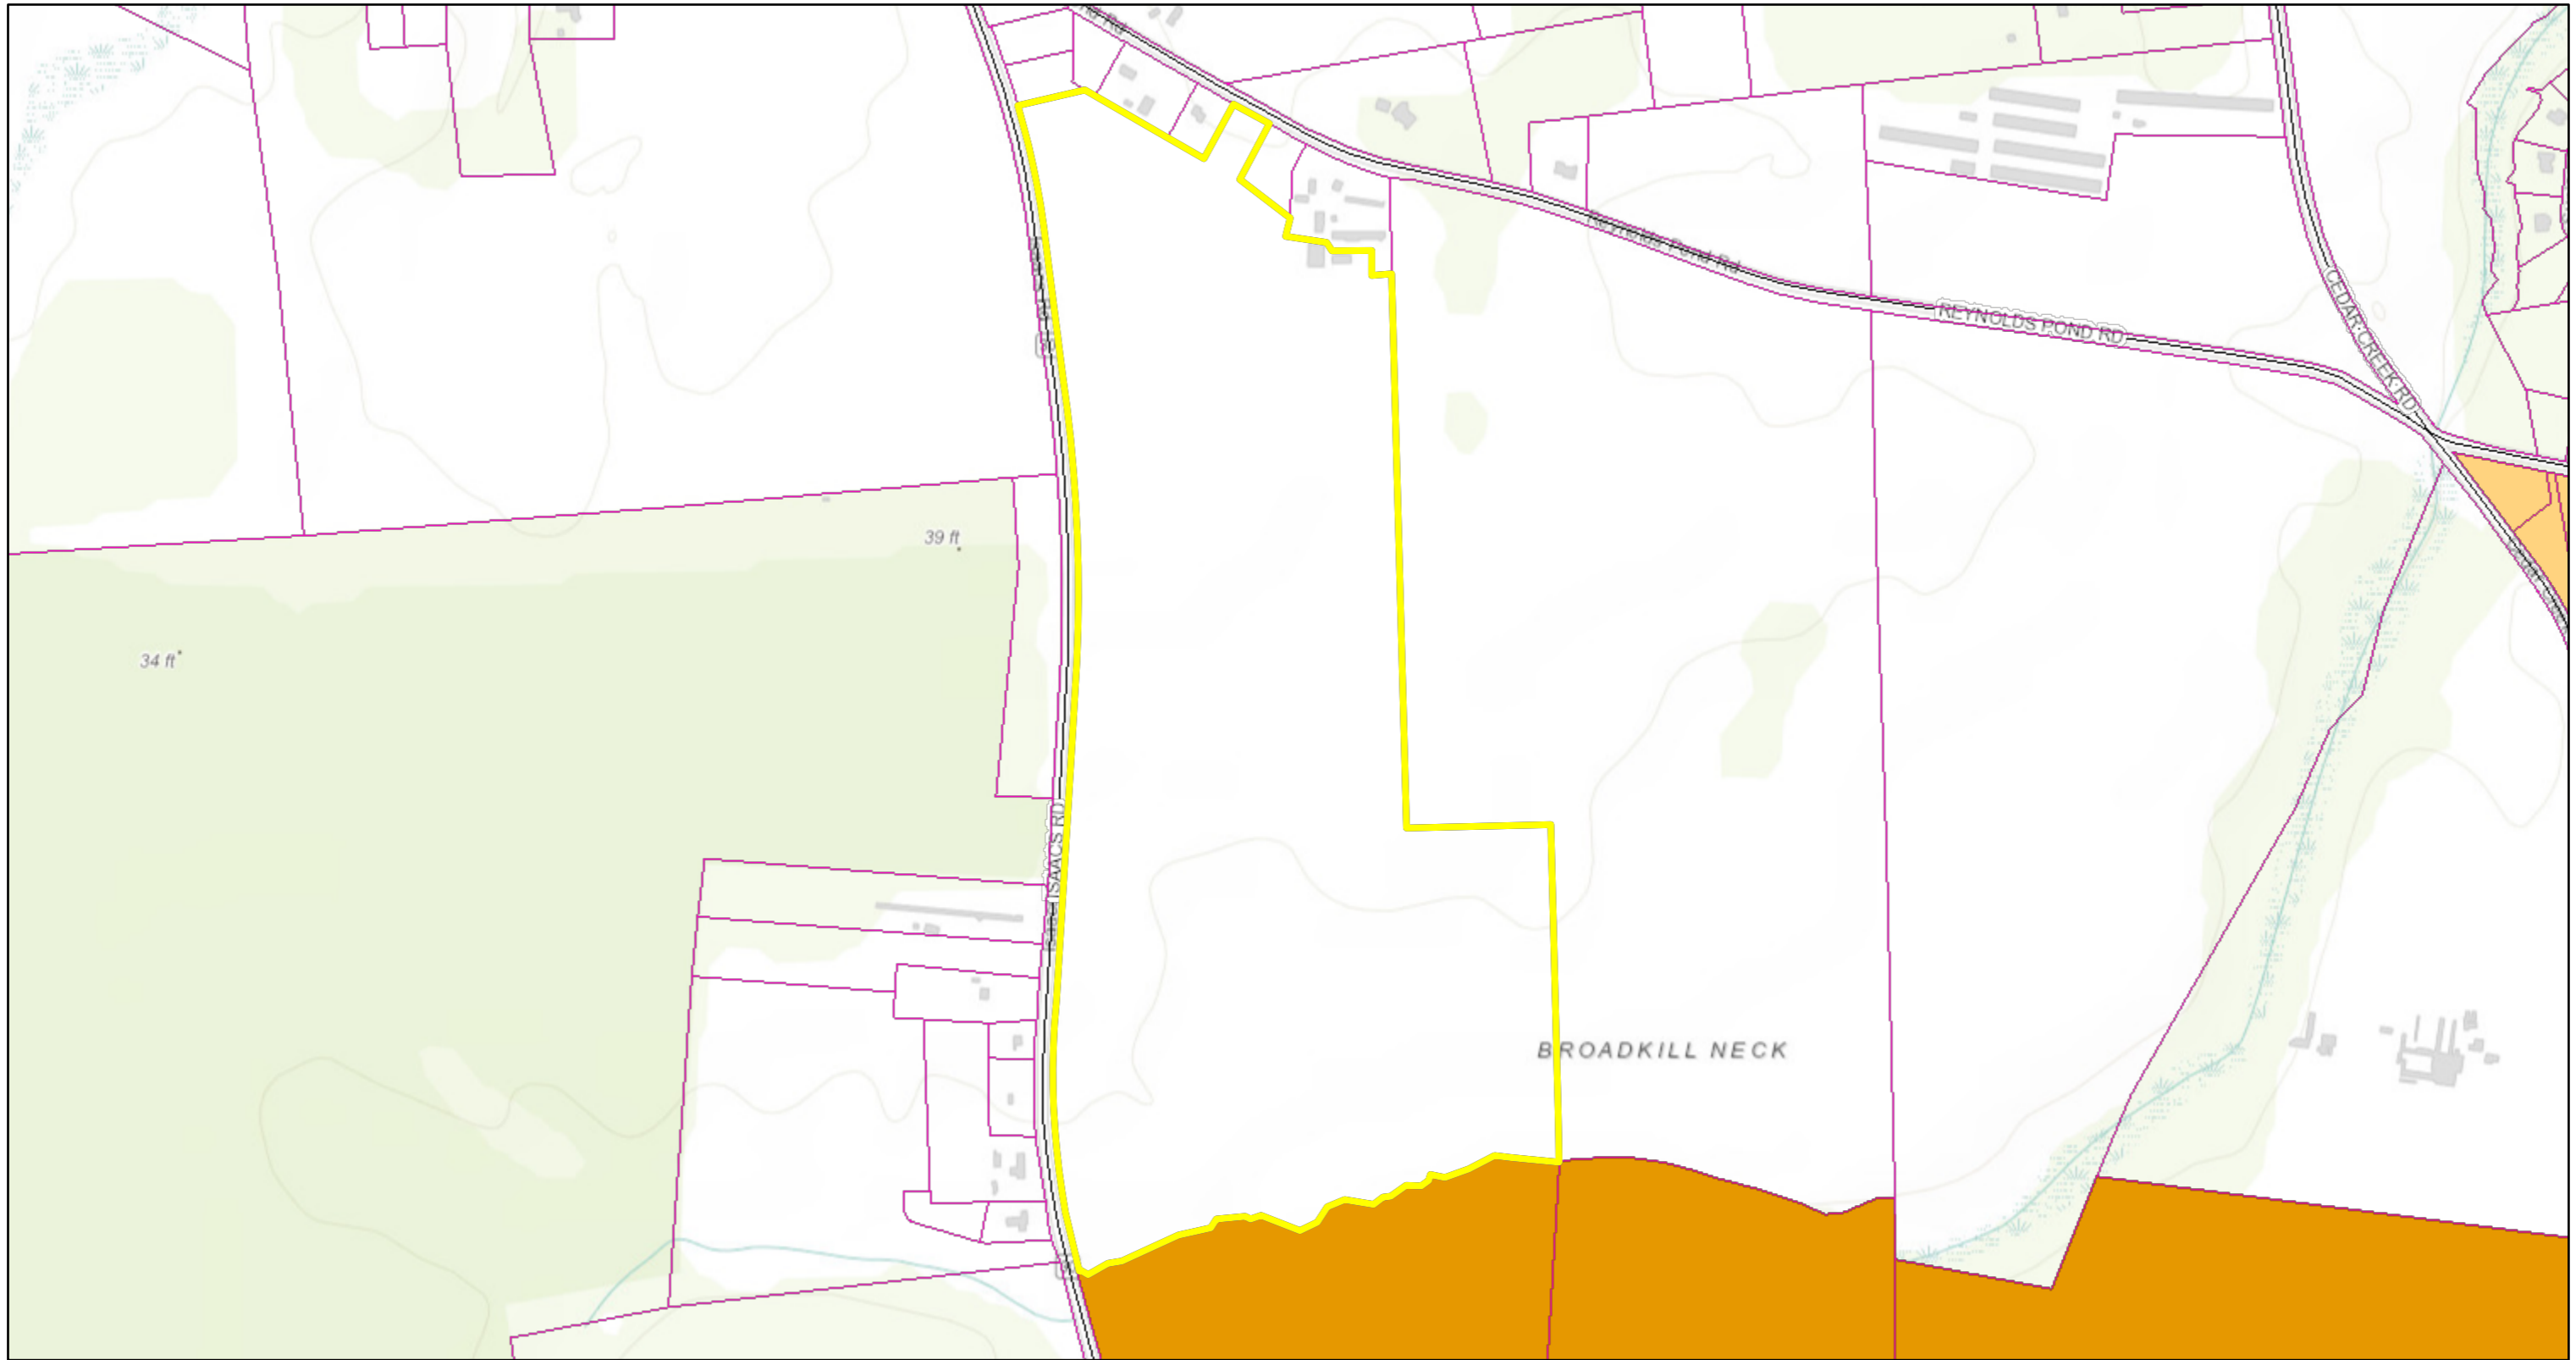 Reynolds Pond Rd
REYNOLDS POND RD
CEDAR CREEK RD
39 ft
34 ft
ISAACS RD
BROADKILL NECK